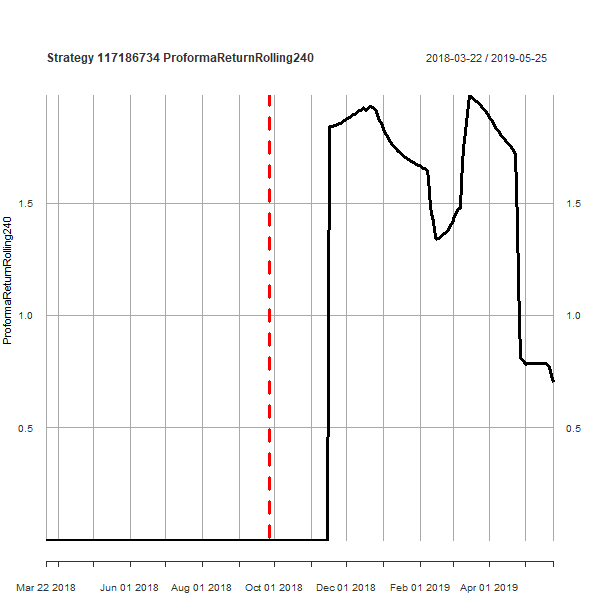 Strategy 117186734 ProformaReturnRolling240
2018-03-22 / 2019-05-25
ProformaReturnRolling240
1.5
1.5
1.0
1.0
0.5
0.5
Mar 22 2018 Jun 01 2018 Aug 01 2018 Oct 01 2018 Dec 01 2018 Feb 01 2019 Apr 01 2019